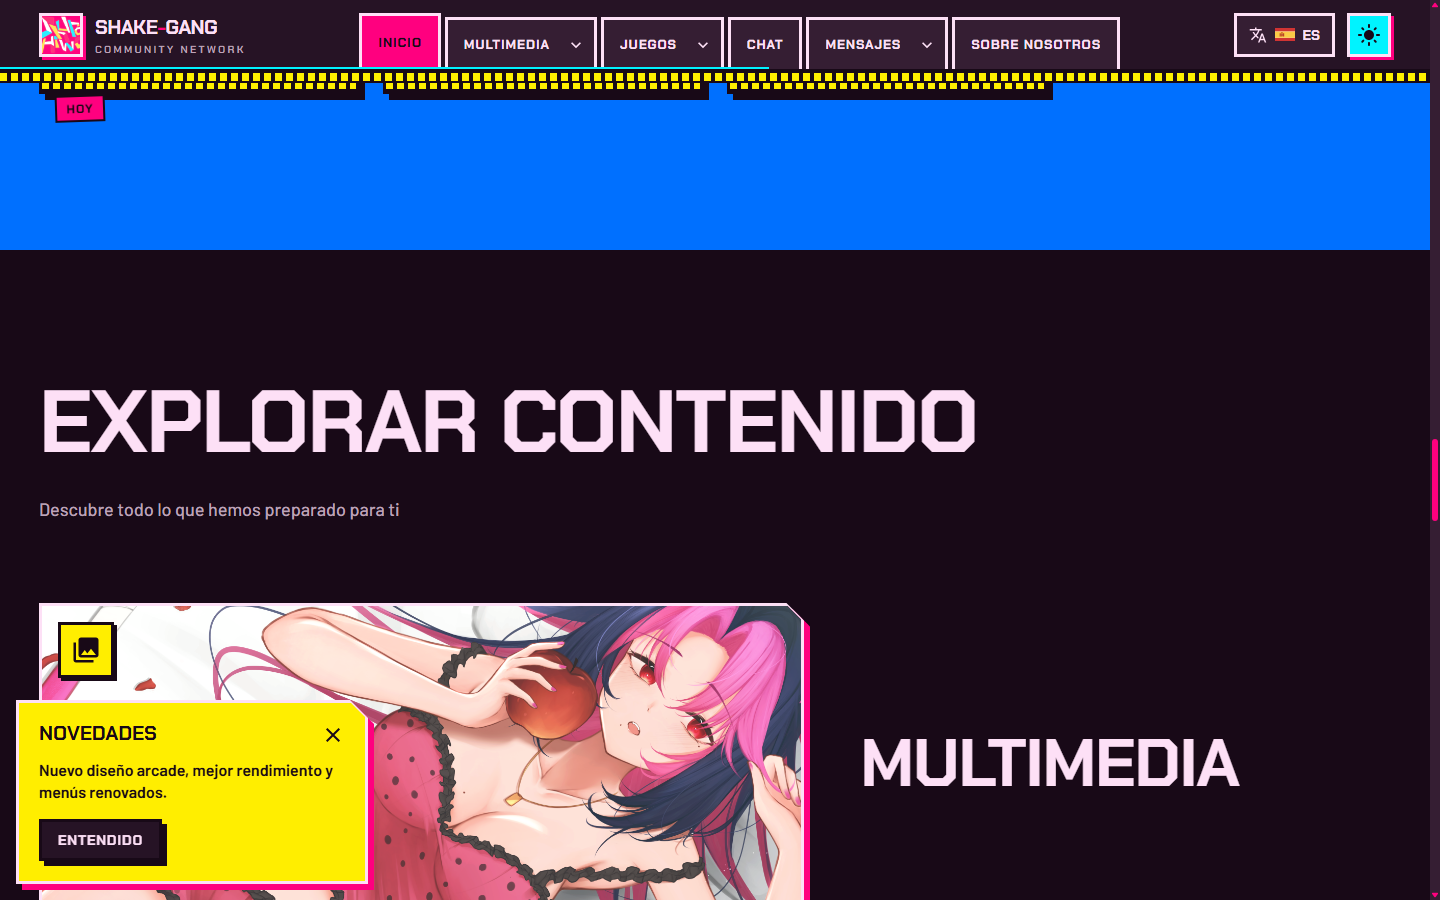 SHAKE-GANG
COMMUNITY NETWORK
INICIO
MULTIMEDIA
JUEGOS
CHAT
MENSAJES
SOBRE NOSOTROS
ES
HOY
EXPLORAR CONTENIDO
Descubre todo lo que hemos preparado para ti
NOVEDADES
Nuevo diseño arcade, mejor rendimiento y
menús renovados.
ENTENDIDO
MULTIMEDIA